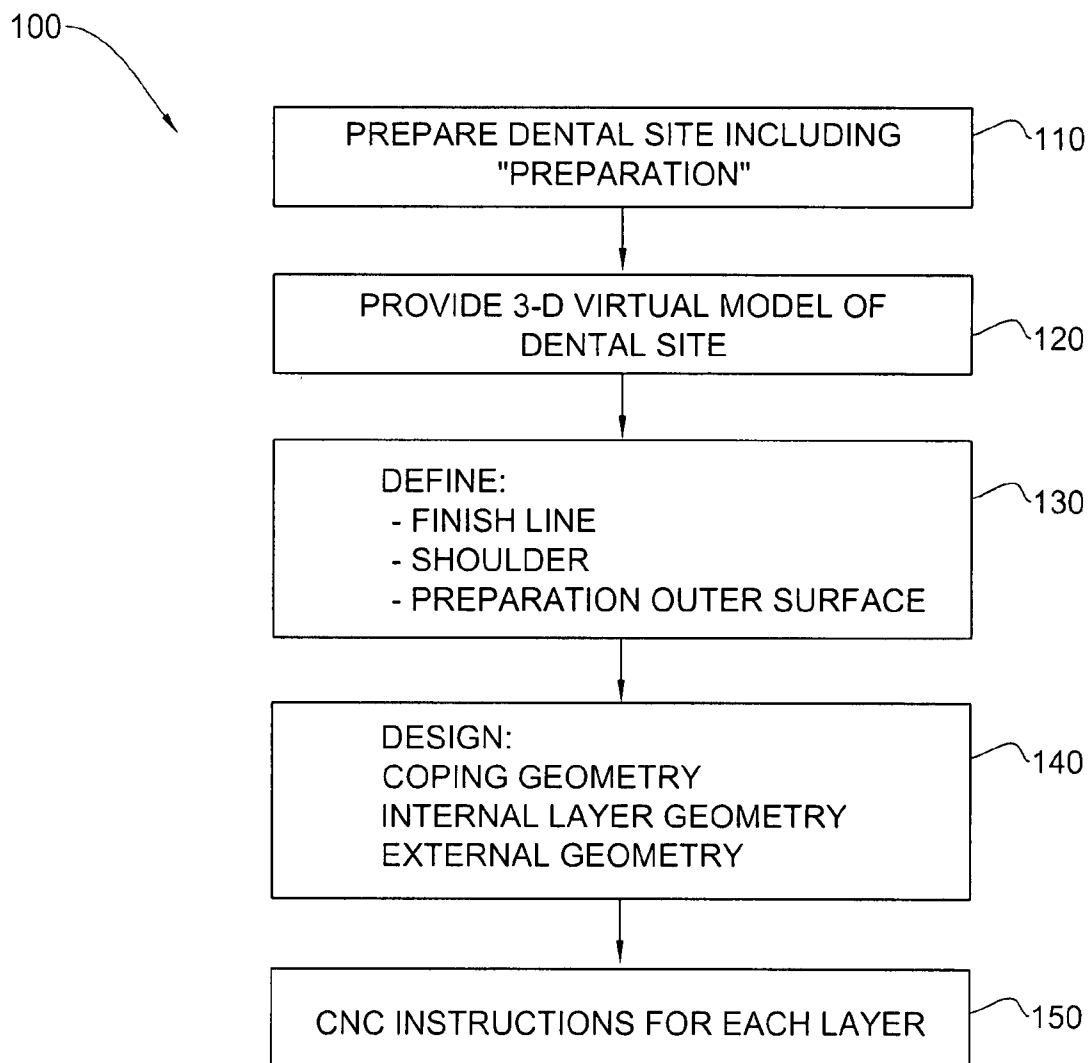 100
PREPARE DENTAL SITE INCLUDING
"PREPARATION"
110
PROVIDE 3-D VIRTUAL MODEL OF
DENTAL SITE
120
DEFINE:
- FINISH LINE
- SHOULDER
- PREPARATION OUTER SURFACE
130
DESIGN:
COPING GEOMETRY
INTERNAL LAYER GEOMETRY
EXTERNAL GEOMETRY
140
CNC INSTRUCTIONS FOR EACH LAYER
150